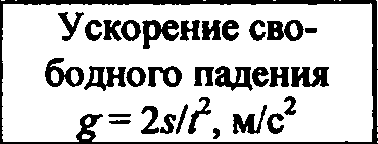 Ускорение сво-
бодного падения
g = 2s/t², м/с²